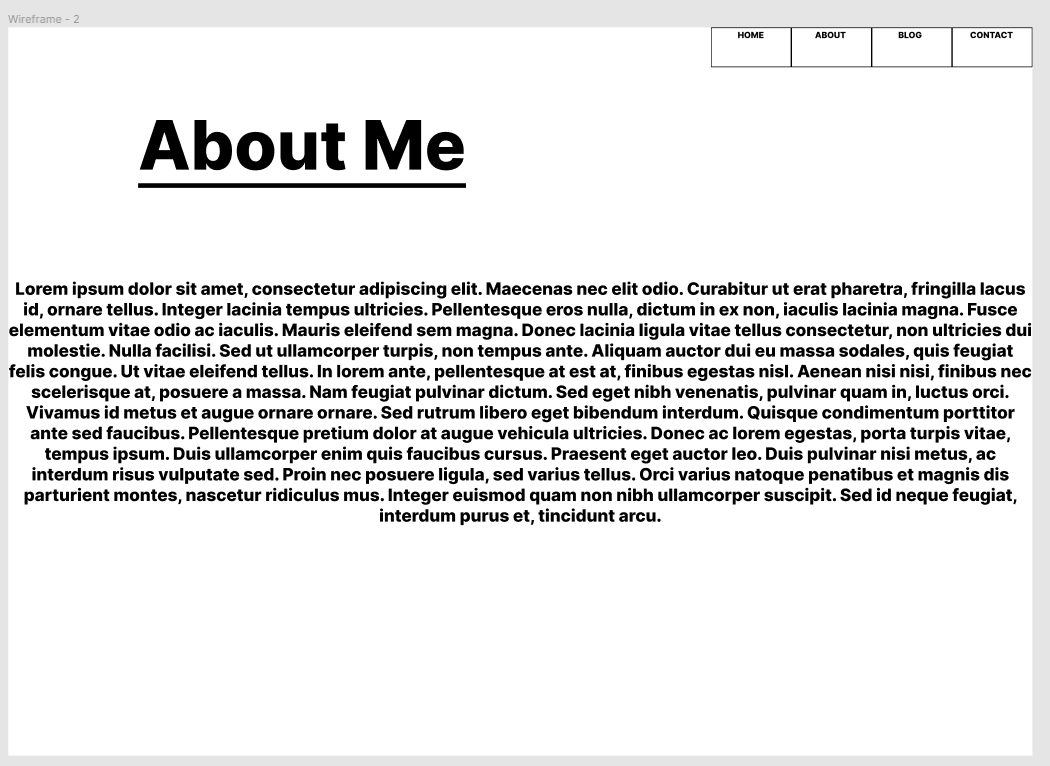 Wireframe - 2
HOME ABOUT BLOG CONTACT
About Me
Lorem ipsum dolor sit amet, consectetur adipiscing elit. Maecenas nec elit odio. Curabitur ut erat pharetra, fringilla lacus
id, ornare tellus. Integer lacinia tempus ultricies. Pellentesque eros nulla, dictum in ex non, iaculis lacinia magna. Fusce
elementum vitae odio ac iaculis. Mauris eleifend sem magna. Donec lacinia ligula vitae tellus consectetur, non ultricies dui
molestie. Nulla facilisi. Sed ut ullamcorper turpis, non tempus ante. Aliquam auctor dui eu massa sodales, quis feugiat
felis congue. Ut vitae eleifend tellus. In lorem ante, pellentesque at est at, finibus egestas nisl. Aenean nisi nisi, finibus nec
scelerisque at, posuere a massa. Nam feugiat pulvinar dictum. Sed eget nibh venenatis, pulvinar quam in, luctus orci.
Vivamus id metus et augue ornare ornare. Sed rutrum libero eget bibendum interdum. Quisque condimentum porttitor
ante sed faucibus. Pellentesque pretium dolor at augue vehicula ultricies. Donec ac lorem egestas, porta turpis vitae,
tempus ipsum. Duis ullamcorper enim quis faucibus cursus. Praesent eget auctor leo. Duis pulvinar nisi metus, ac
interdum risus vulputate sed. Proin nec posuere ligula, sed varius tellus. Orci varius natoque penatibus et magnis dis
parturient montes, nascetur ridiculus mus. Integer euismod quam non nibh ullamcorper suscipit. Sed id neque feugiat,
interdum purus et, tincidunt arcu.